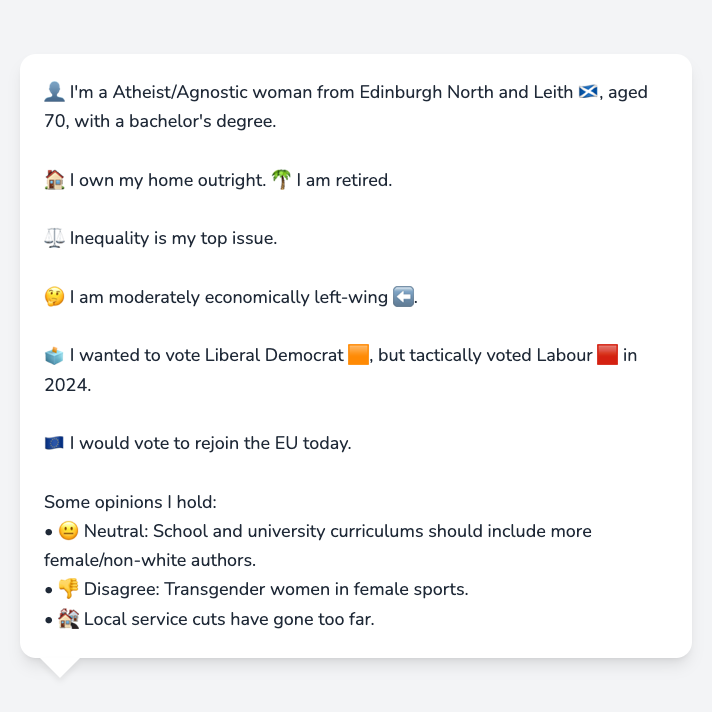 👤 I'm a Atheist/Agnostic woman from Edinburgh North and Leith 🏴󠁧󠁢󠁳󠁣󠁴󠁿, aged
70, with a bachelor's degree.
🏠 I own my home outright. 🌴 I am retired.
⚖️ Inequality is my top issue.
🤔 I am moderately economically left-wing ⬅️.
🗳️ I wanted to vote Liberal Democrat 🟧, but tactically voted Labour 🟥 in
2024.
🇪🇺 I would vote to rejoin the EU today.
Some opinions I hold:
• 😐 Neutral: School and university curriculums should include more
female/non-white authors.
• 👎 Disagree: Transgender women in female sports.
• 🏚️ Local service cuts have gone too far.